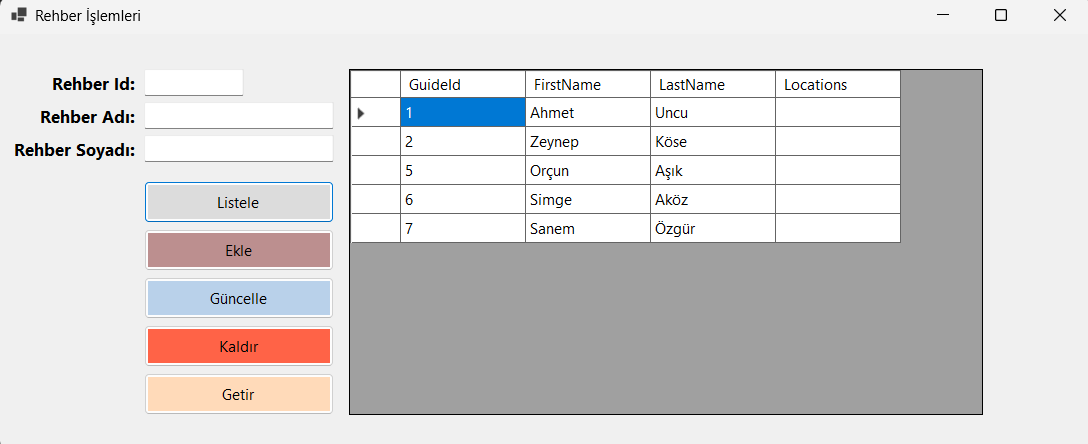 Rehber İşlemleri
Rehber Id:
Rehber Adı:
Rehber Soyadı:
Listele
Ekle
Güncelle
Kaldır
Getir
GuideId FirstName LastName Locations
1 Ahmet Uncu
2 Zeynep Köse
5 Orçun Aşık
6 Simge Aköz
7 Sanem Özgür